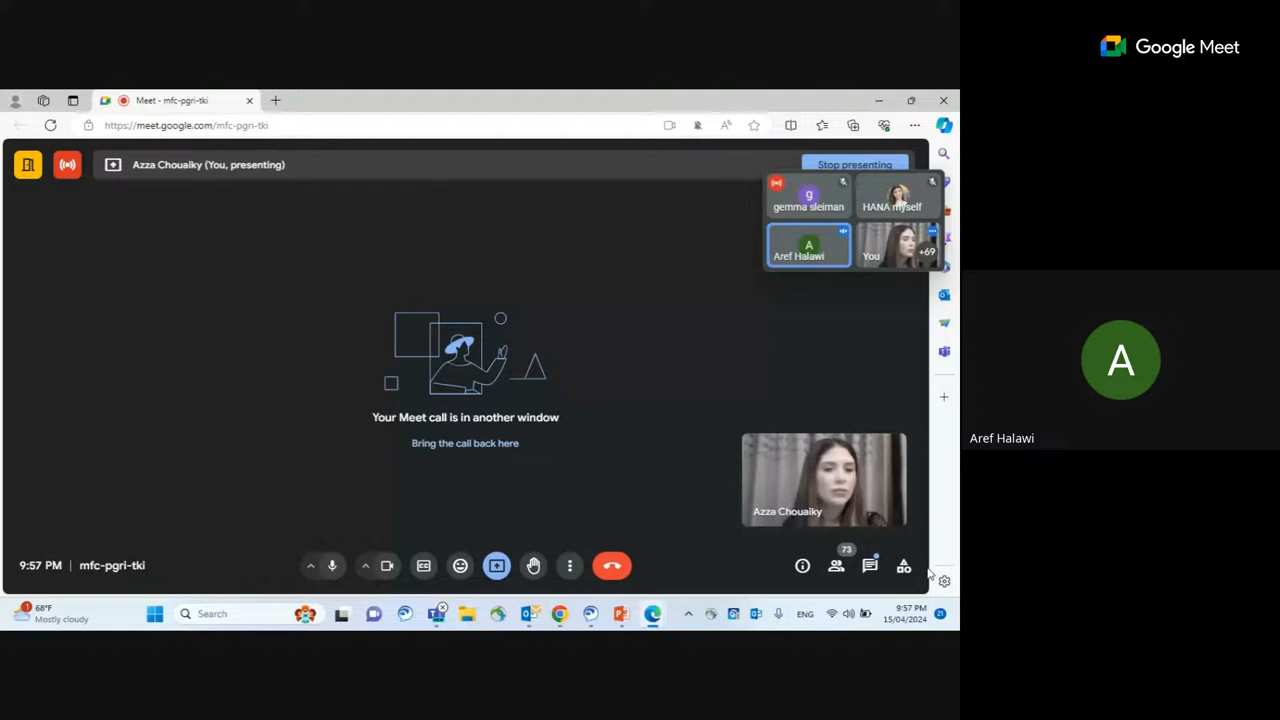 Google Meet
Meet - mfc-pgri-tki
https://meet.google.com/mfc-pgri-tki
Azza Chouaiky (You, presenting)
Stop presenting
g
gemma sleiman
HANA myself
A
Aref Halawi
You
+69
Your Meet call is in another window
Bring the call back here
Azza Chouaiky
A
Aref Halawi
9:57 PM | mfc-pgri-tki
73
68°F
Mostly cloudy
Search
ENG
9:57 PM
15/04/2024